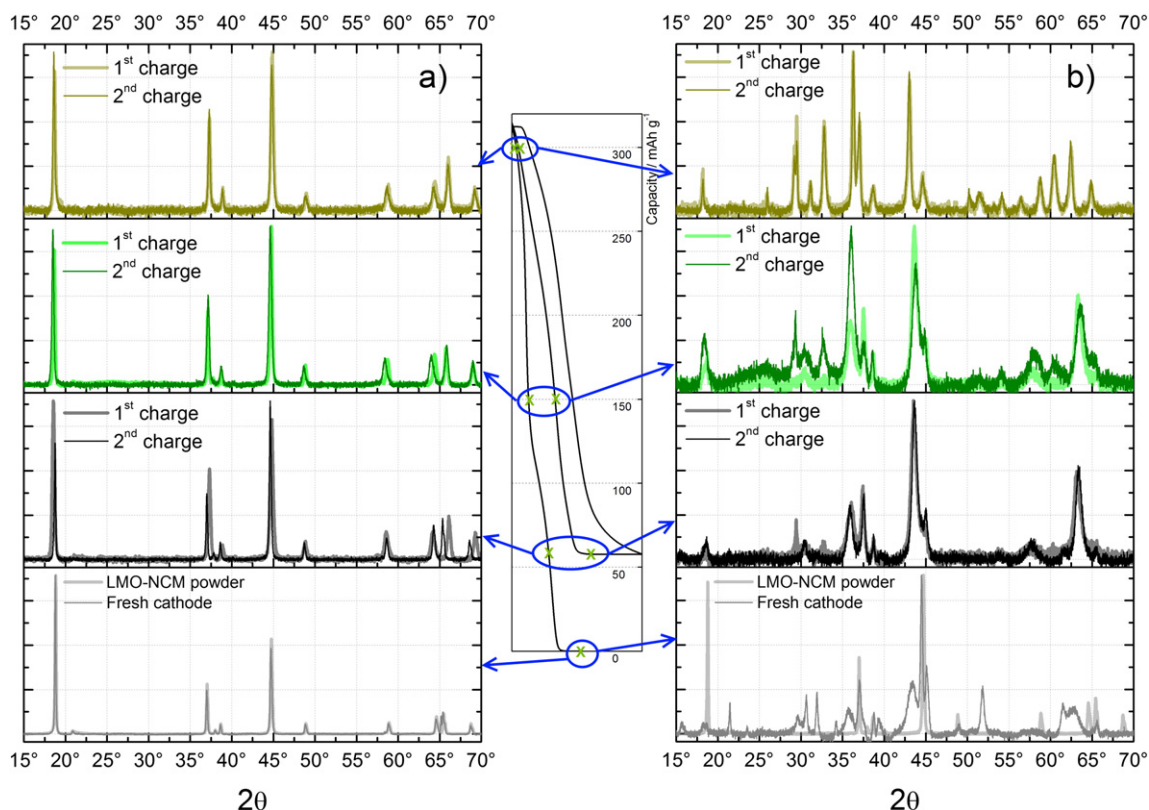 15° 20° 25° 30° 35° 40° 45° 50° 55° 60° 65° 70°
1st charge
2nd charge
a)
1st charge
2nd charge
1st charge
2nd charge
LMO-NCM powder
Fresh cathode
15° 20° 25° 30° 35° 40° 45° 50° 55° 60° 65° 70°
2θ
Capacity / mAh g-1
300
250
200
150
100
50
0
15° 20° 25° 30° 35° 40° 45° 50° 55° 60° 65° 70°
1st charge
2nd charge
b)
1st charge
2nd charge
1st charge
2nd charge
LMO-NCM powder
Fresh cathode
15° 20° 25° 30° 35° 40° 45° 50° 55° 60° 65° 70°
2θ